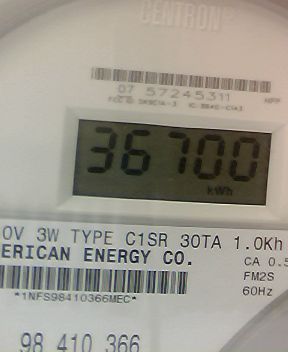 CENTRON®
07 57245311
36700
kWh
0V 3W TYPE C1SR 30TA 1.0Kh
ERICAN ENERGY CO.
CA 0.5
FM2S
*1NFS98410366MEC*
60Hz
98 410 366